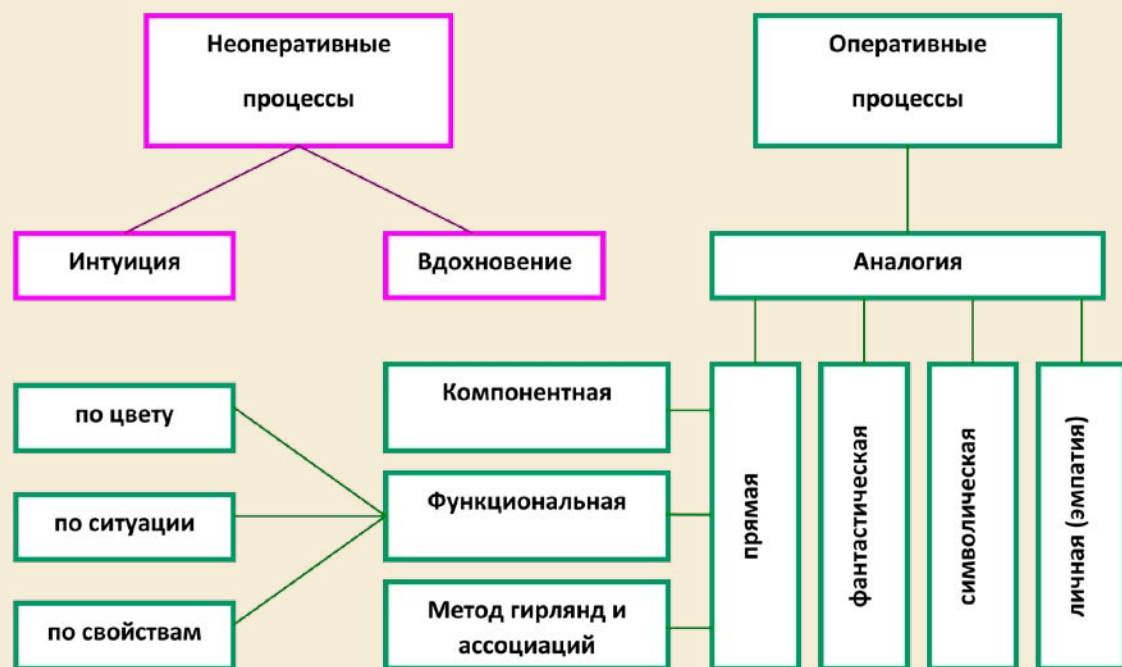 Неоперативные
процессы
Оперативные
процессы
Интуиция
Вдохновение
Аналогия
по цвету
по ситуации
по свойствам
Компонентная
Функциональная
Метод гирлянд и
ассоциаций
прямая
фантастическая
символическая
личная (эмпатия)